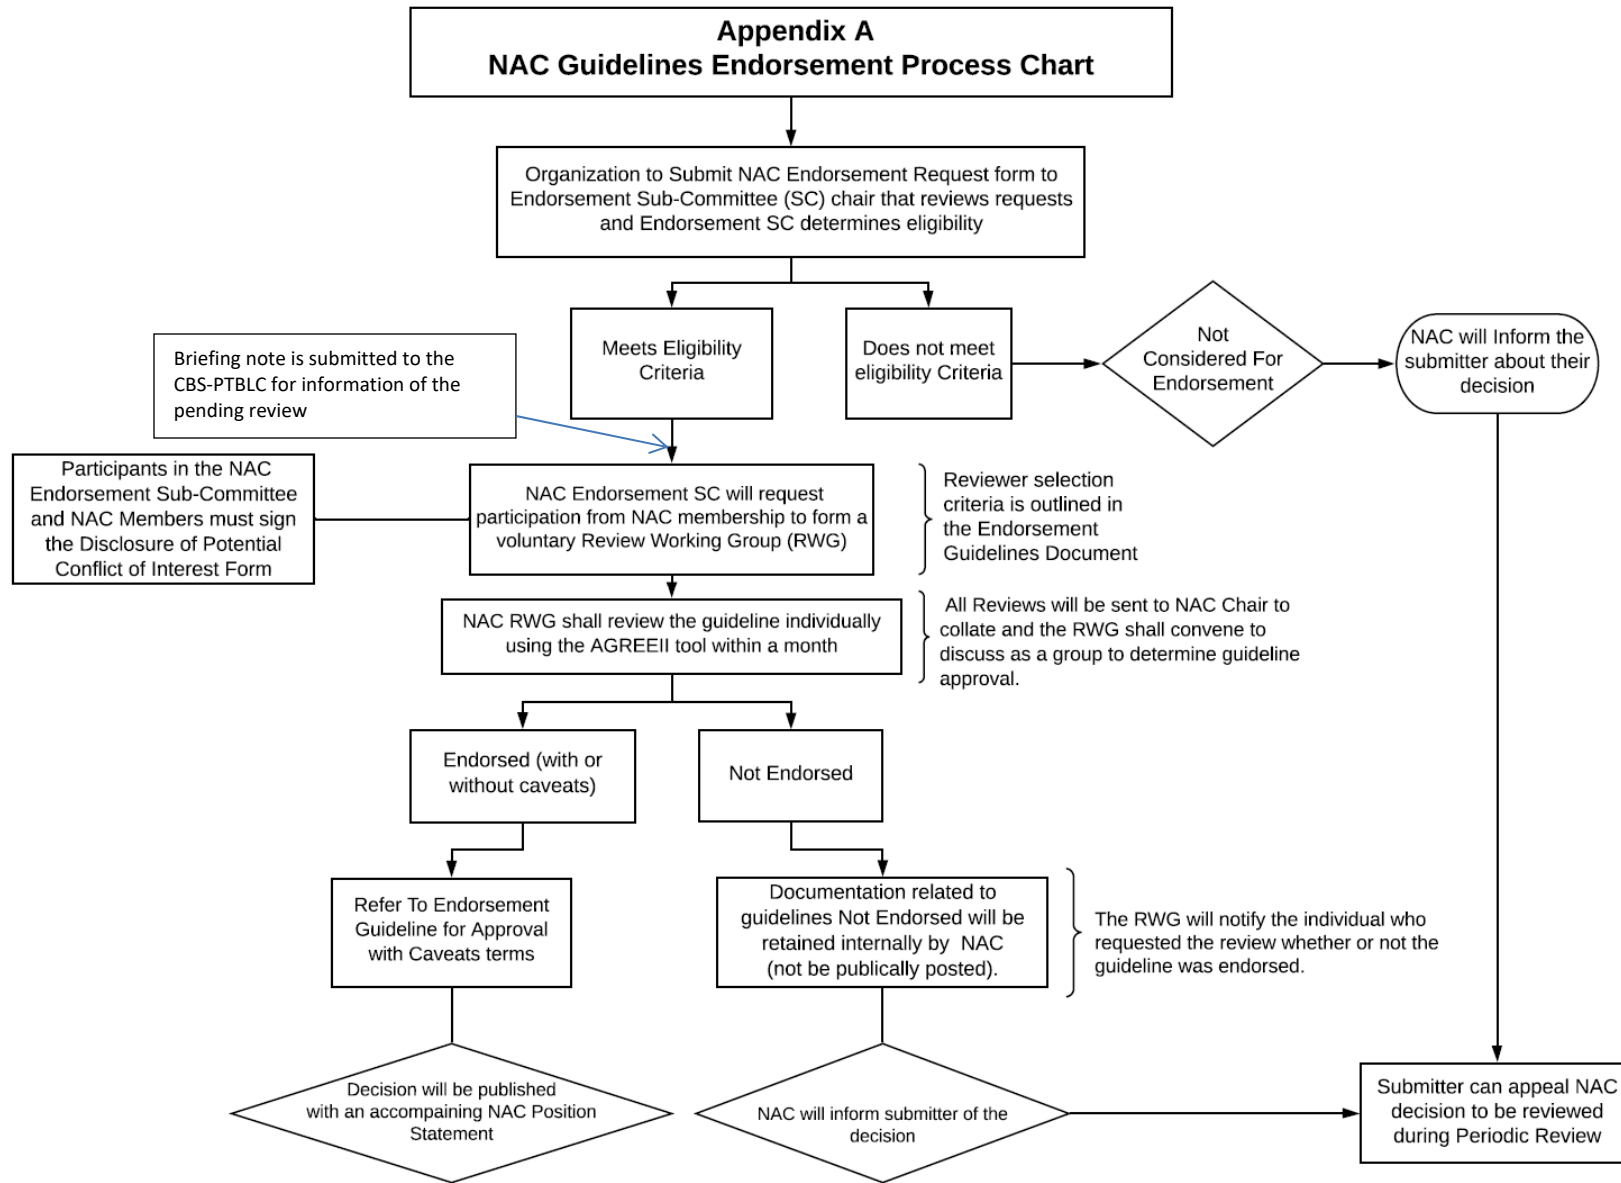 Appendix A
NAC Guidelines Endorsement Process Chart
Organization to Submit NAC Endorsement Request form to
Endorsement Sub-Committee (SC) chair that reviews requests
and Endorsement SC determines eligibility
Meets Eligibility
Criteria
Does not meet
eligibility Criteria
Not
Considered For
Endorsement
NAC will Inform the
submitter about their
decision
Briefing note is submitted to the
CBS-PTBLC for information of the
pending review
Participants in the NAC
Endorsement Sub-Committee
and NAC Members must sign
the Disclosure of Potential
Conflict of Interest Form
NAC Endorsement SC will request
participation from NAC membership to form a
voluntary Review Working Group (RWG)
Reviewer selection
criteria is outlined in
the Endorsement
Guidelines Document
NAC RWG shall review the guideline individually
using the AGREEII tool within a month
All Reviews will be sent to NAC Chair to
collate and the RWG shall convene to
discuss as a group to determine guideline
approval.
Endorsed (with or
without caveats)
Not Endorsed
Refer To Endorsement
Guideline for Approval
with Caveats terms
Documentation related to
guidelines Not Endorsed will be
retained internally by NAC
(not be publically posted).
The RWG will notify the individual who
requested the review whether or not the
guideline was endorsed.
Decision will be published
with an accompaining NAC Position
Statement
NAC will inform submitter of the
decision
Submitter can appeal NAC
decision to be reviewed
during Periodic Review